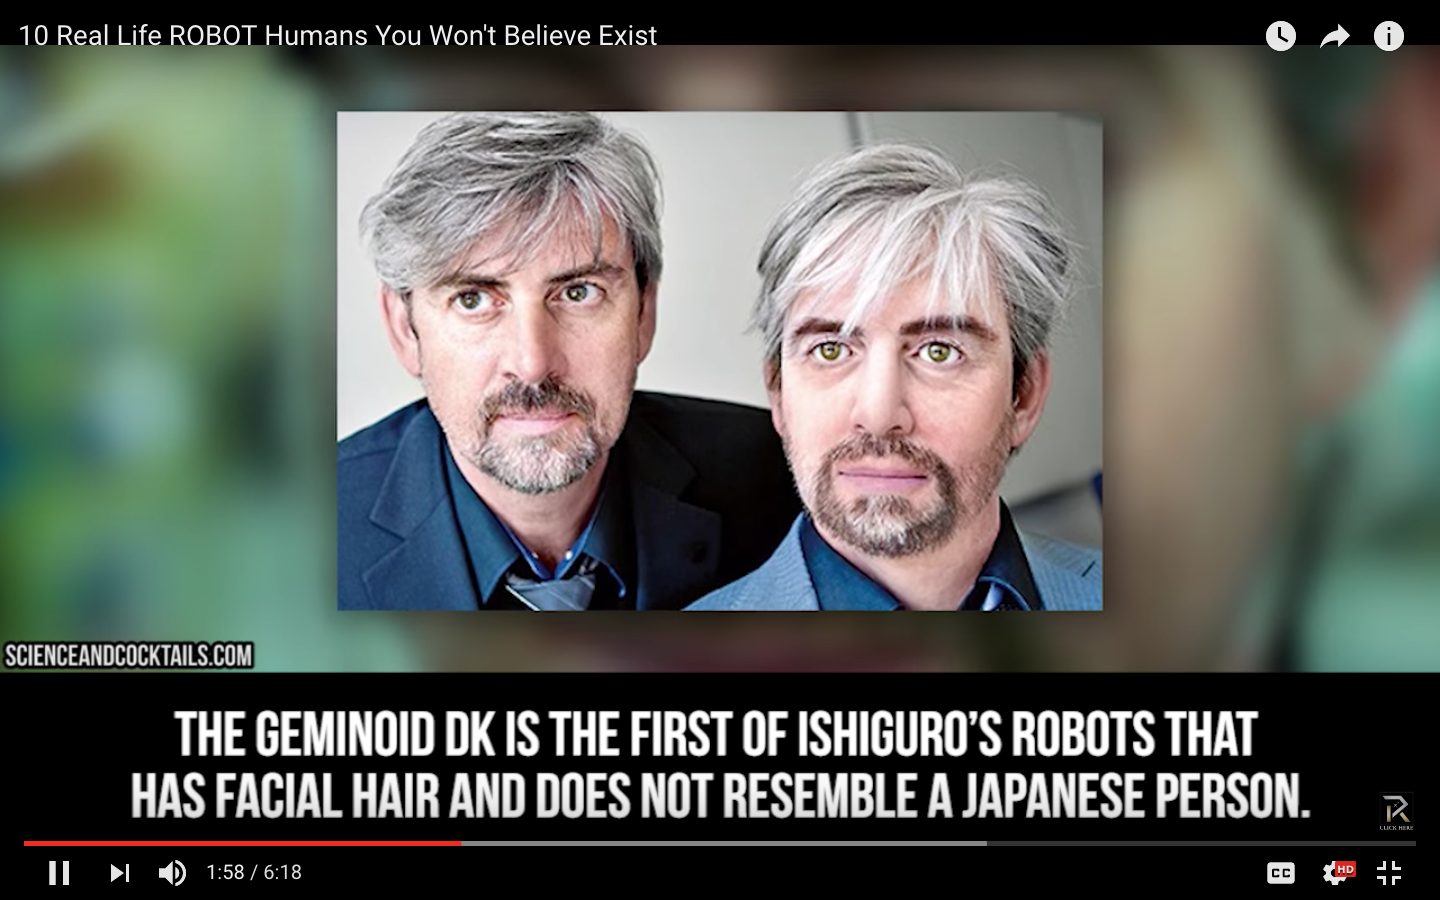 10 Real Life ROBOT Humans You Won't Believe Exist
SCIENCEANDCOCKTAILS.COM
THE GEMINOID DK IS THE FIRST OF ISHIGURO’S ROBOTS THAT
HAS FACIAL HAIR AND DOES NOT RESEMBLE A JAPANESE PERSON.
R
CLICK HERE
1:58 / 6:18
CC
HD